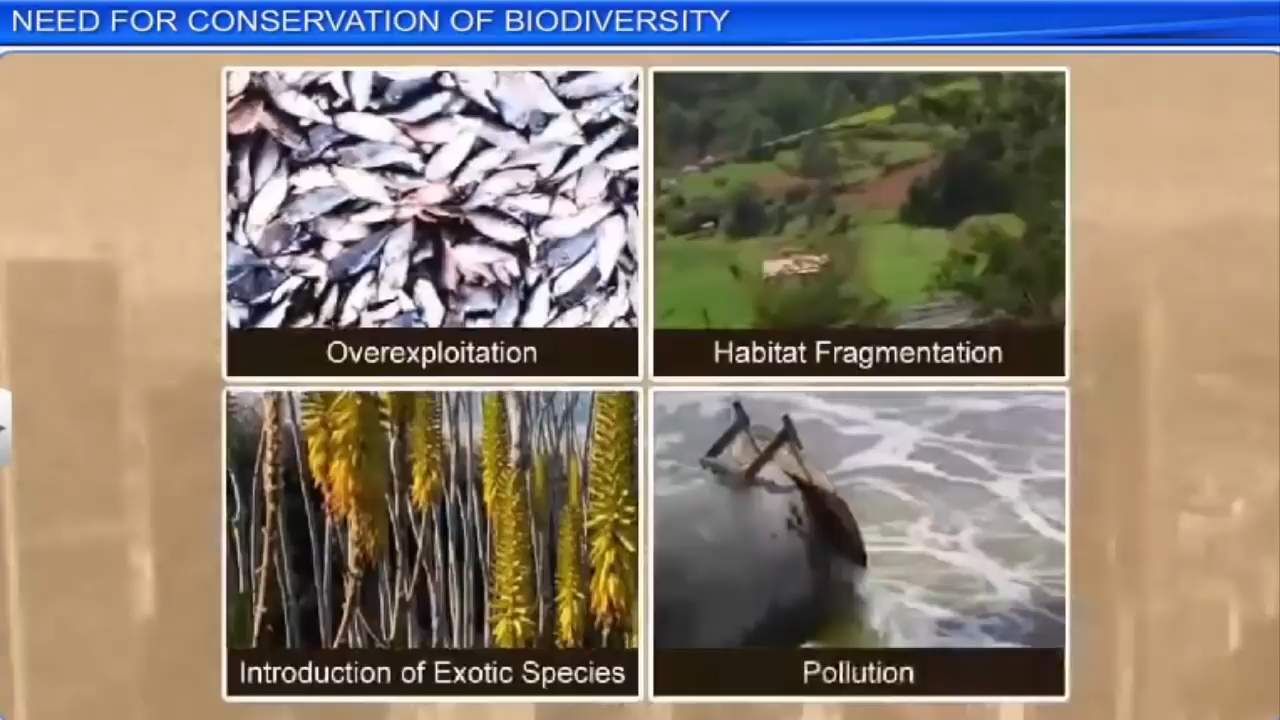 NEED FOR CONSERVATION OF BIODIVERSITY
Overexploitation
Habitat Fragmentation
Introduction of Exotic Species
Pollution